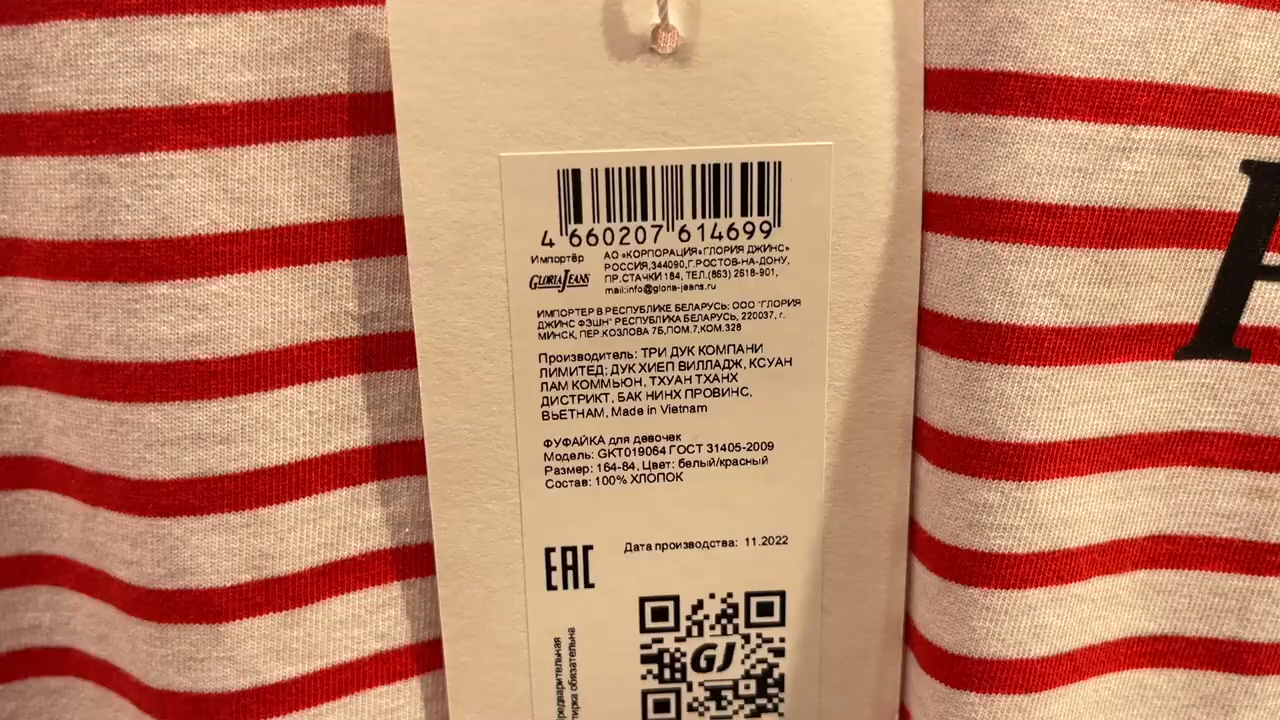 4 660207 614699
Импортёр
GLORIA JEANS
АО «КОРПОРАЦИЯ«ГЛОРИЯ ДЖИНС»
РОССИЯ,344090,Г.РОСТОВ-НА-ДОНУ,
ПР.СТАЧКИ 184, ТЕЛ.(863) 2618-901,
mail:info@gloria-jeans.ru
ИМПОРТЕР В РЕСПУБЛИКЕ БЕЛАРУСЬ: ООО "ГЛОРИЯ
ДЖИНС ФЭШН" РЕСПУБЛИКА БЕЛАРУСЬ, 220037, г.
МИНСК, ПЕР.КОЗЛОВА 7Б,ПОМ.7,КОМ.328
Производитель: ТРИ ДУК КОМПАНИ
ЛИМИТЕД; ДУК ХИЕП ВИЛЛАДЖ, КСУАН
ЛАМ КОММЬЮН, ТХУАН ТХАНХ
ДИСТРИКТ, БАК НИНХ ПРОВИНС,
ВЬЕТНАМ, Made in Vietnam
ФУФАЙКА для девочек
Модель: GKT019064 ГОСТ 31405-2009
Размер: 164-84, Цвет: белый/красный
Состав: 100% ХЛОПОК
EAC
Дата производства: 11.2022
GJ
обязательна